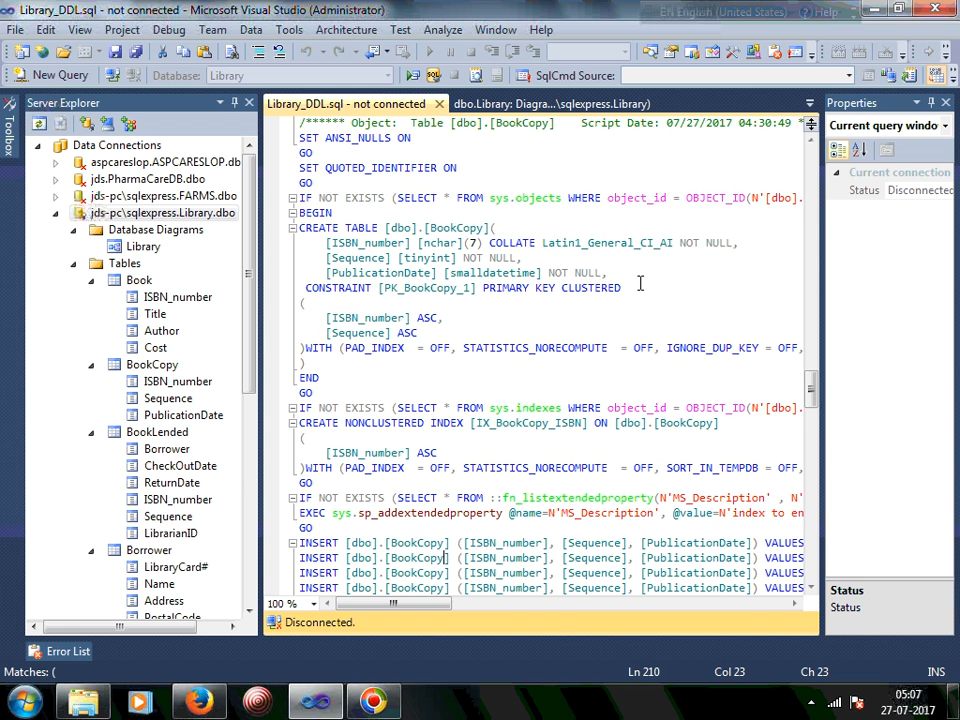 Library_DDL.sql - not connected - Microsoft Visual Studio (Administrator)
EN English (United States)
Help
File Edit View Project Debug Team Data Tools Architecture Test Analyze Window Help
New Query Database: Library SqlCmd Source:
Server Explorer
Library_DDL.sql - not connected
dbo.Library: Diagra...\sqlexpress.Library)
Properties
Toolbox
Data Connections
aspcareslop.ASPCARESLOP.db
jds.PharmaCareDB.dbo
jds-pc\sqlexpress.FARMS.dbo
jds-pc\sqlexpress.Library.dbo
Database Diagrams
Library
Tables
Book
ISBN_number
Title
Author
Cost
BookCopy
ISBN_number
Sequence
PublicationDate
BookLended
Borrower
CheckOutDate
ReturnDate
ISBN_number
Sequence
LibrarianID
Borrower
LibraryCard#
Name
Address
PostalCode
/****** Object:  Table [dbo].[BookCopy]    Script Date: 07/27/2017 04:30:49 *
SET ANSI_NULLS ON
GO
SET QUOTED_IDENTIFIER ON
GO
IF NOT EXISTS (SELECT * FROM sys.objects WHERE object_id = OBJECT_ID(N'[dbo].
BEGIN
CREATE TABLE [dbo].[BookCopy](
[ISBN_number] [nchar](7) COLLATE Latin1_General_CI_AI NOT NULL,
[Sequence] [tinyint] NOT NULL,
[PublicationDate] [smalldatetime] NOT NULL,
CONSTRAINT [PK_BookCopy_1] PRIMARY KEY CLUSTERED
(
[ISBN_number] ASC,
[Sequence] ASC
)WITH (PAD_INDEX  = OFF, STATISTICS_NORECOMPUTE  = OFF, IGNORE_DUP_KEY = OFF,
)
END
GO
IF NOT EXISTS (SELECT * FROM sys.indexes WHERE object_id = OBJECT_ID(N'[dbo].
CREATE NONCLUSTERED INDEX [IX_BookCopy_ISBN] ON [dbo].[BookCopy]
(
[ISBN_number] ASC
)WITH (PAD_INDEX  = OFF, STATISTICS_NORECOMPUTE  = OFF, SORT_IN_TEMPDB = OFF,
GO
IF NOT EXISTS (SELECT * FROM ::fn_listextendedproperty(N'MS_Description' , N'
EXEC sys.sp_addextendedproperty @name=N'MS_Description', @value=N'index to en
GO
INSERT [dbo].[BookCopy] ([ISBN_number], [Sequence], [PublicationDate]) VALUES
INSERT [dbo].[BookCopy] ([ISBN_number], [Sequence], [PublicationDate]) VALUES
INSERT [dbo].[BookCopy] ([ISBN_number], [Sequence], [PublicationDate]) VALUES
INSERT [dbo].[BookCopy] ([ISBN_number], [Sequence], [PublicationDate]) VALUES
100 %
Disconnected.
Current query windo
Current connection
Status Disconnected
Status
Status
Error List
Matches: (
Ln 210 Col 23 Ch 23 INS
05:07
27-07-2017